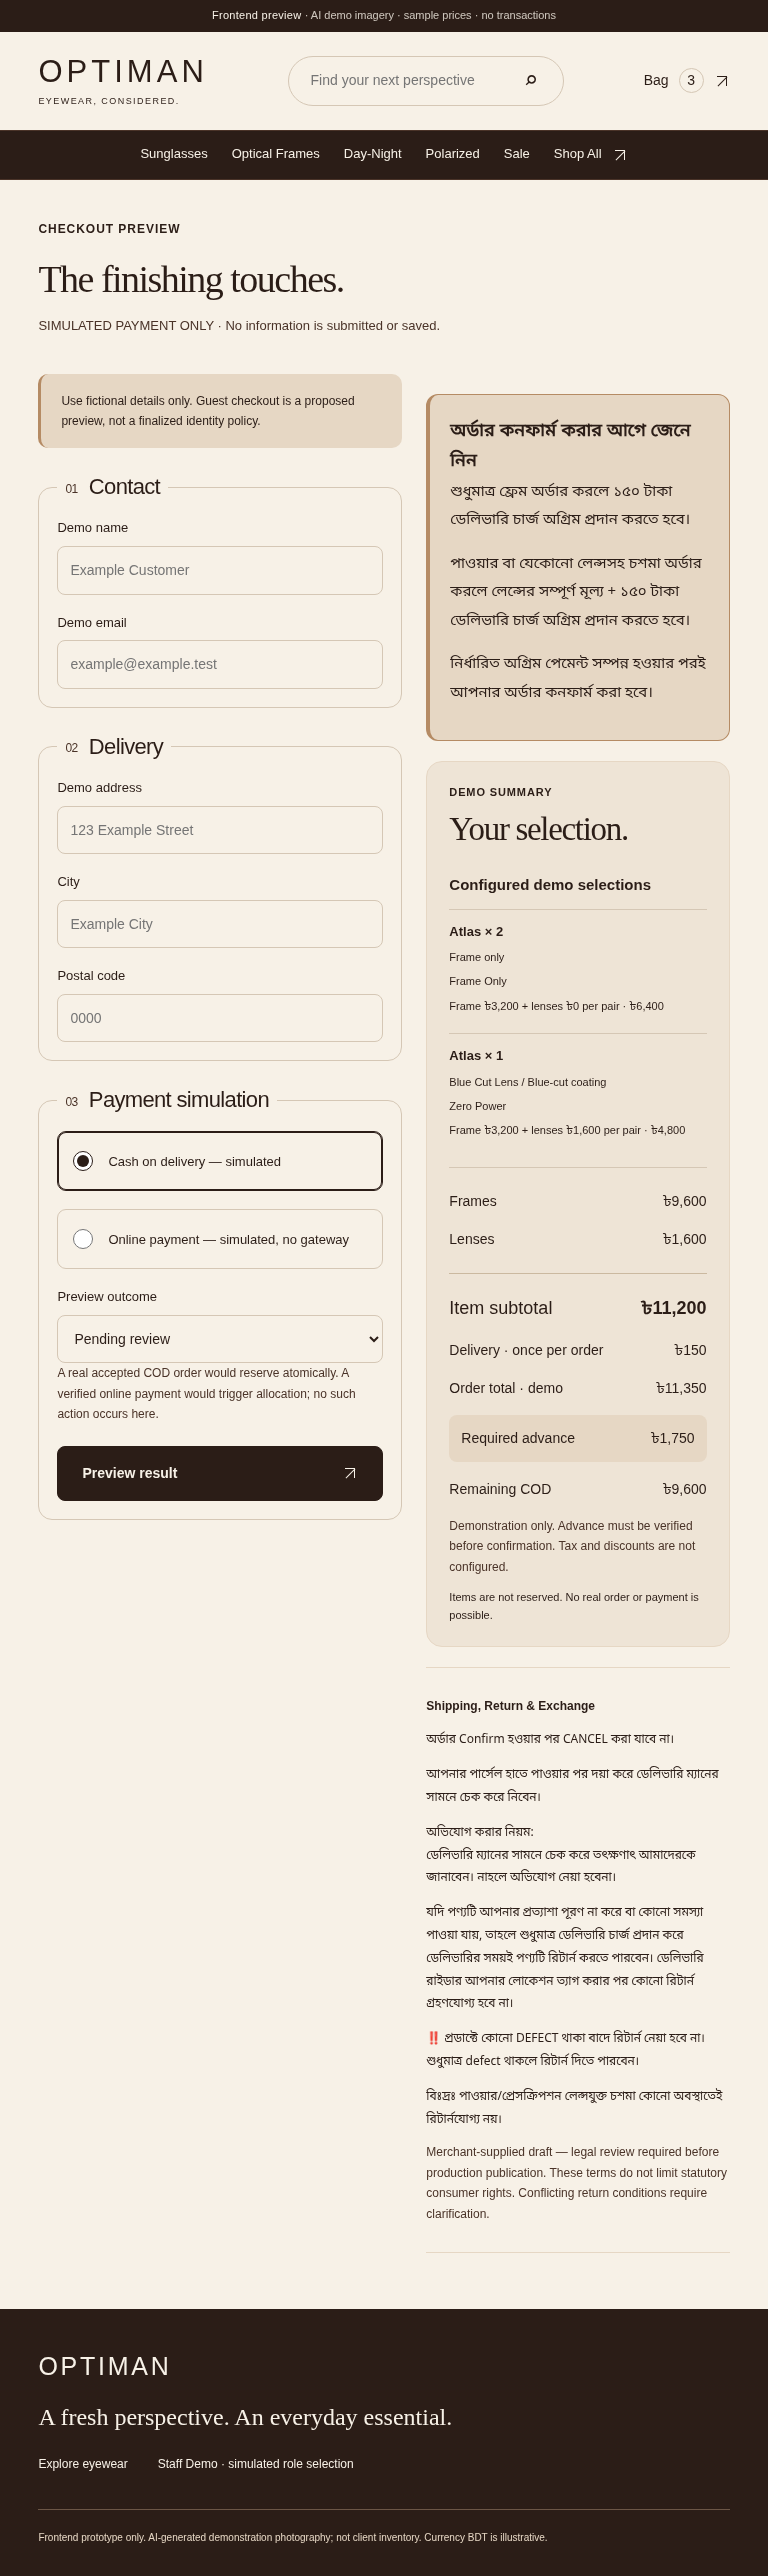 Frontend preview · AI demo imagery · sample prices · no transactions
OPTIMAN
EYEWEAR, CONSIDERED.
Find your next perspective
Bag 3
Sunglasses Optical Frames Day-Night Polarized Sale Shop All
CHECKOUT PREVIEW
The finishing touches.
SIMULATED PAYMENT ONLY · No information is submitted or saved.
Use fictional details only. Guest checkout is a proposed
preview, not a finalized identity policy.
01 Contact
Demo name
Example Customer
Demo email
example@example.test
02 Delivery
Demo address
123 Example Street
City
Example City
Postal code
0000
03 Payment simulation
Cash on delivery — simulated
Online payment — simulated, no gateway
Preview outcome
Pending review
A real accepted COD order would reserve atomically. A
verified online payment would trigger allocation; no such
action occurs here.
Preview result
অর্ডার কনফার্ম করার আগে জেনে
নিন
শুধুমাত্র ফ্রেম অর্ডার করলে ১৫০ টাকা
ডেলিভারি চার্জ অগ্রিম প্রদান করতে হবে।
পাওয়ার বা যেকোনো লেন্সসহ চশমা অর্ডার
করলে লেন্সের সম্পূর্ণ মূল্য + ১৫০ টাকা
ডেলিভারি চার্জ অগ্রিম প্রদান করতে হবে।
নির্ধারিত অগ্রিম পেমেন্ট সম্পন্ন হওয়ার পরই
আপনার অর্ডার কনফার্ম করা হবে।
DEMO SUMMARY
Your selection.
Configured demo selections
Atlas × 2
Frame only
Frame Only
Frame ৳3,200 + lenses ৳0 per pair · ৳6,400
Atlas × 1
Blue Cut Lens / Blue-cut coating
Zero Power
Frame ৳3,200 + lenses ৳1,600 per pair · ৳4,800
Frames ৳9,600
Lenses ৳1,600
Item subtotal ৳11,200
Delivery · once per order ৳150
Order total · demo ৳11,350
Required advance ৳1,750
Remaining COD ৳9,600
Demonstration only. Advance must be verified
before confirmation. Tax and discounts are not
configured.
Items are not reserved. No real order or payment is
possible.
Shipping, Return & Exchange
অর্ডার Confirm হওয়ার পর CANCEL করা যাবে না।
আপনার পার্সেল হাতে পাওয়ার পর দয়া করে ডেলিভারি ম্যানের
সামনে চেক করে নিবেন।
অভিযোগ করার নিয়ম:
ডেলিভারি ম্যানের সামনে চেক করে তৎক্ষণাৎ আমাদেরকে
জানাবেন। নাহলে অভিযোগ নেয়া হবেনা।
যদি পণ্যটি আপনার প্রত্যাশা পূরণ না করে বা কোনো সমস্যা
পাওয়া যায়, তাহলে শুধুমাত্র ডেলিভারি চার্জ প্রদান করে
ডেলিভারির সময়ই পণ্যটি রিটার্ন করতে পারবেন। ডেলিভারি
রাইডার আপনার লোকেশন ত্যাগ করার পর কোনো রিটার্ন
গ্রহণযোগ্য হবে না।
‼️ প্রডাক্টে কোনো DEFECT থাকা বাদে রিটার্ন নেয়া হবে না।
শুধুমাত্র defect থাকলে রিটার্ন দিতে পারবেন।
বিঃদ্রঃ পাওয়ার/প্রেসক্রিপশন লেন্সযুক্ত চশমা কোনো অবস্থাতেই
রিটার্নযোগ্য নয়।
Merchant-supplied draft — legal review required before
production publication. These terms do not limit statutory
consumer rights. Conflicting return conditions require
clarification.
OPTIMAN
A fresh perspective. An everyday essential.
Explore eyewear Staff Demo · simulated role selection
Frontend prototype only. AI-generated demonstration photography; not client inventory. Currency BDT is illustrative.